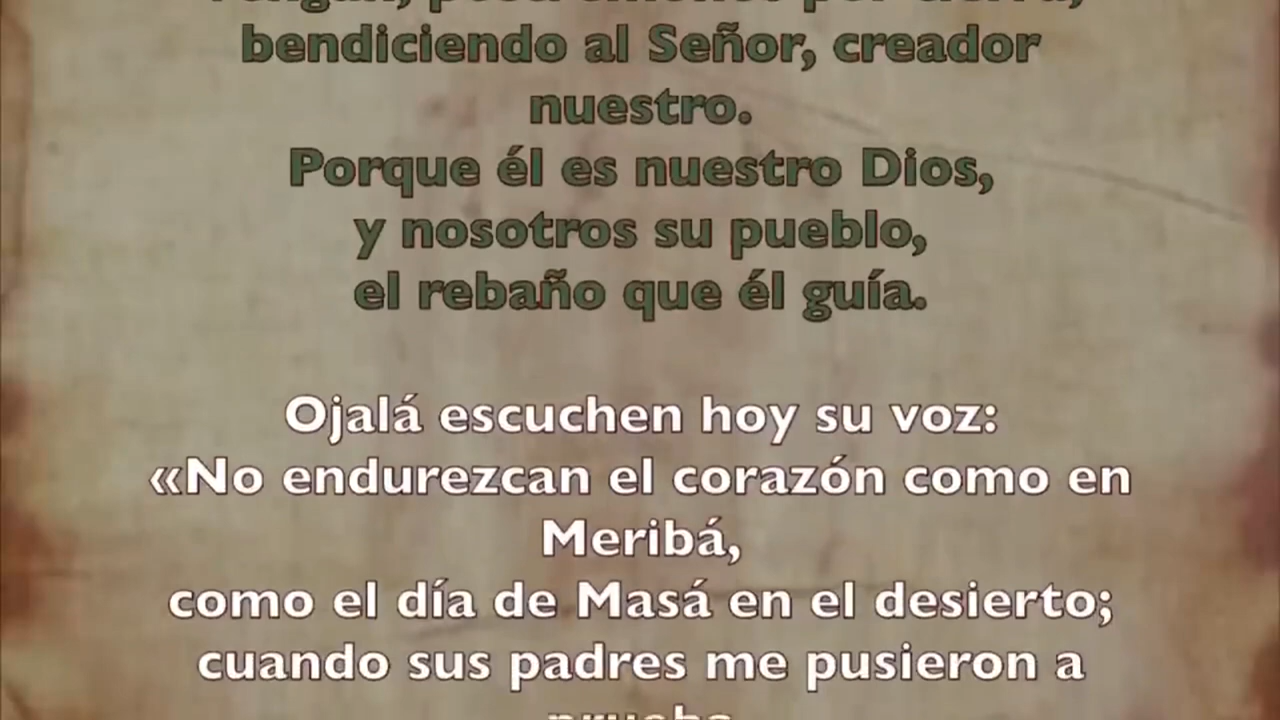 bendiciendo al Señor, creador
nuestro.
Porque él es nuestro Dios,
y nosotros su pueblo,
el rebaño que él guía.
Ojalá escuchen hoy su voz:
«No endurezcan el corazón como en
Meribá,
como el día de Masá en el desierto;
cuando sus padres me pusieron a
prueba